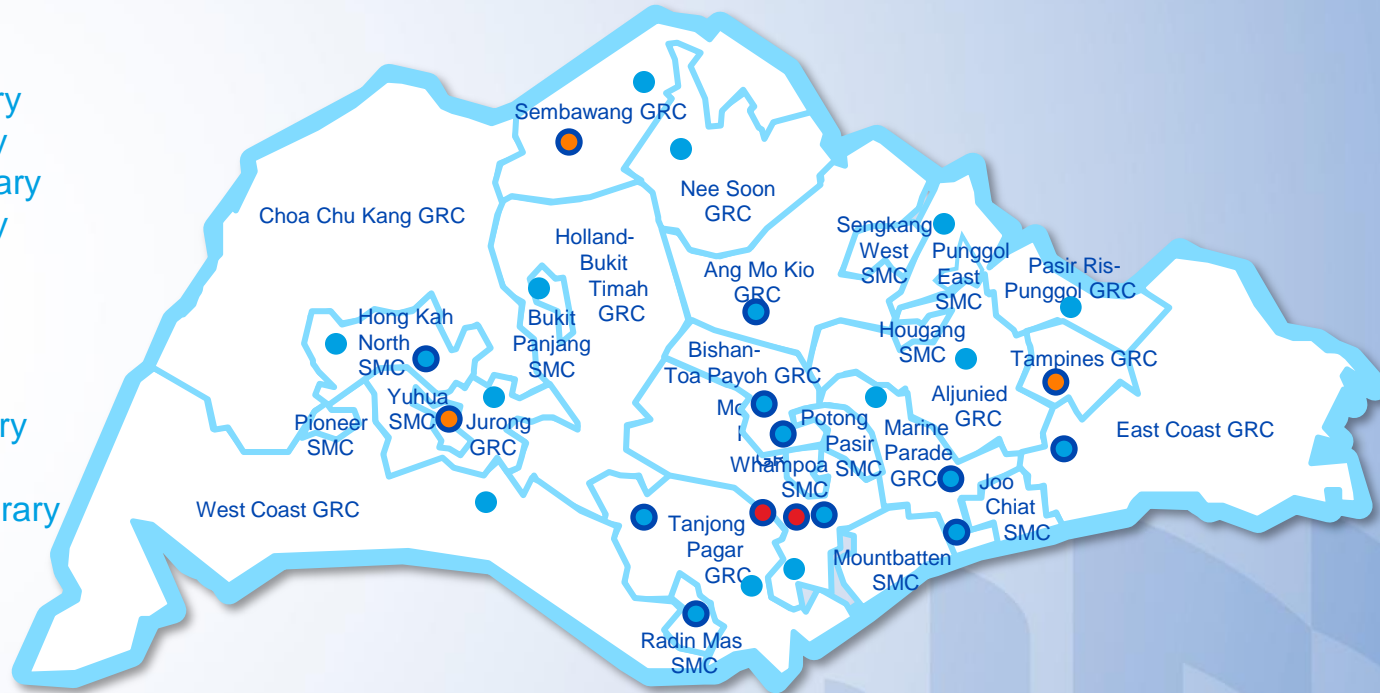 Sembawang GRC
Nee Soon
GRC
Choa Chu Kang GRC
Holland-
Bukit
Timah
GRC
Sengkang
West
SMC
Punggol
East
SMC
Pasir Ris-
Punggol GRC
Ang Mo Kio
GRC
Hong Kah
North
SMC
Bukit
Panjang
SMC
Hougang
SMC
Tampines GRC
Bishan-
Toa Payoh GRC
Aljunied
GRC
Yuhua
SMC
Jurong
GRC
Pioneer
SMC
Potong
Pasir
SMC
Marine
Parade
GRC
East Coast GRC
Whampoa
SMC
Joo
Chiat
SMC
West Coast GRC
Tanjong
Pagar
GRC
Mountbatten
SMC
Radin Mas
SMC